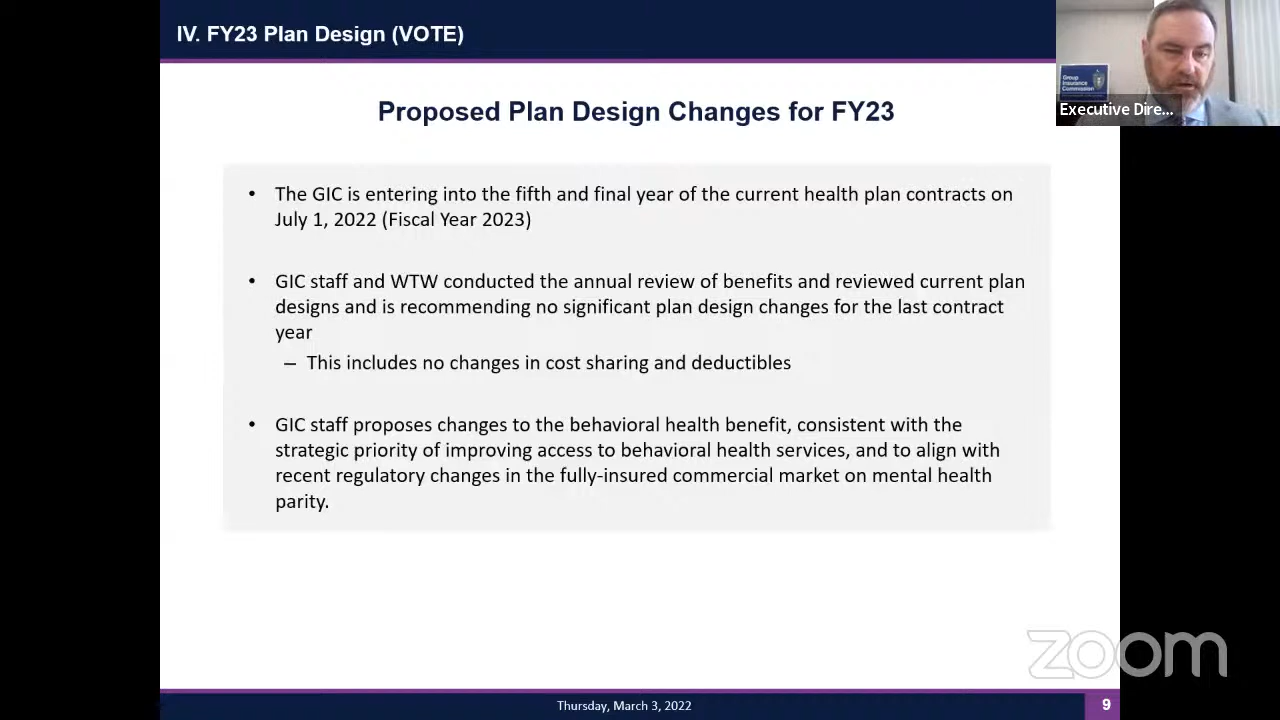 IV. FY23 Plan Design (VOTE)
Group
Insurance
Commission
Executive Dire...
Proposed Plan Design Changes for FY23
• The GIC is entering into the fifth and final year of the current health plan contracts on
July 1, 2022 (Fiscal Year 2023)
• GIC staff and WTW conducted the annual review of benefits and reviewed current plan
designs and is recommending no significant plan design changes for the last contract
year
– This includes no changes in cost sharing and deductibles
• GIC staff proposes changes to the behavioral health benefit, consistent with the
strategic priority of improving access to behavioral health services, and to align with
recent regulatory changes in the fully-insured commercial market on mental health
parity.
zoom
Thursday, March 3, 2022
9